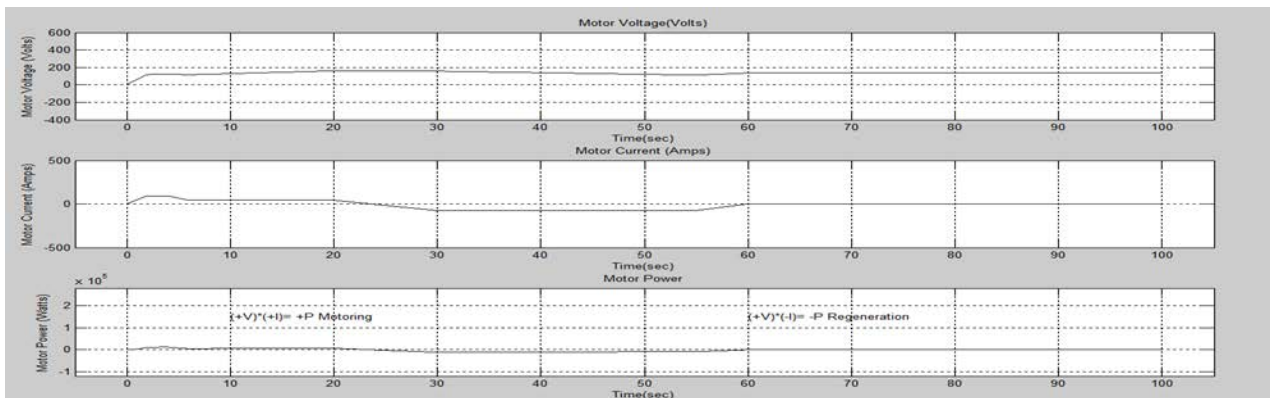 Motor Voltage(Volts)
Motor Voltage (Volts)
600
400
200
0
-200
-400
0 10 20 30 40 50 60 70 80 90 100
Time(sec)
Motor Current (Amps)
Motor Current (Amps)
500
0
-500
0 10 20 30 40 50 60 70 80 90 100
Time(sec)
Motor Power
× 10^5
Motor Power (Watts)
2
1
0
-1
(+V)*(+I)= +P Motoring
(+V)*(-I)= -P Regeneration
0 10 20 30 40 50 60 70 80 90 100
Time(sec)